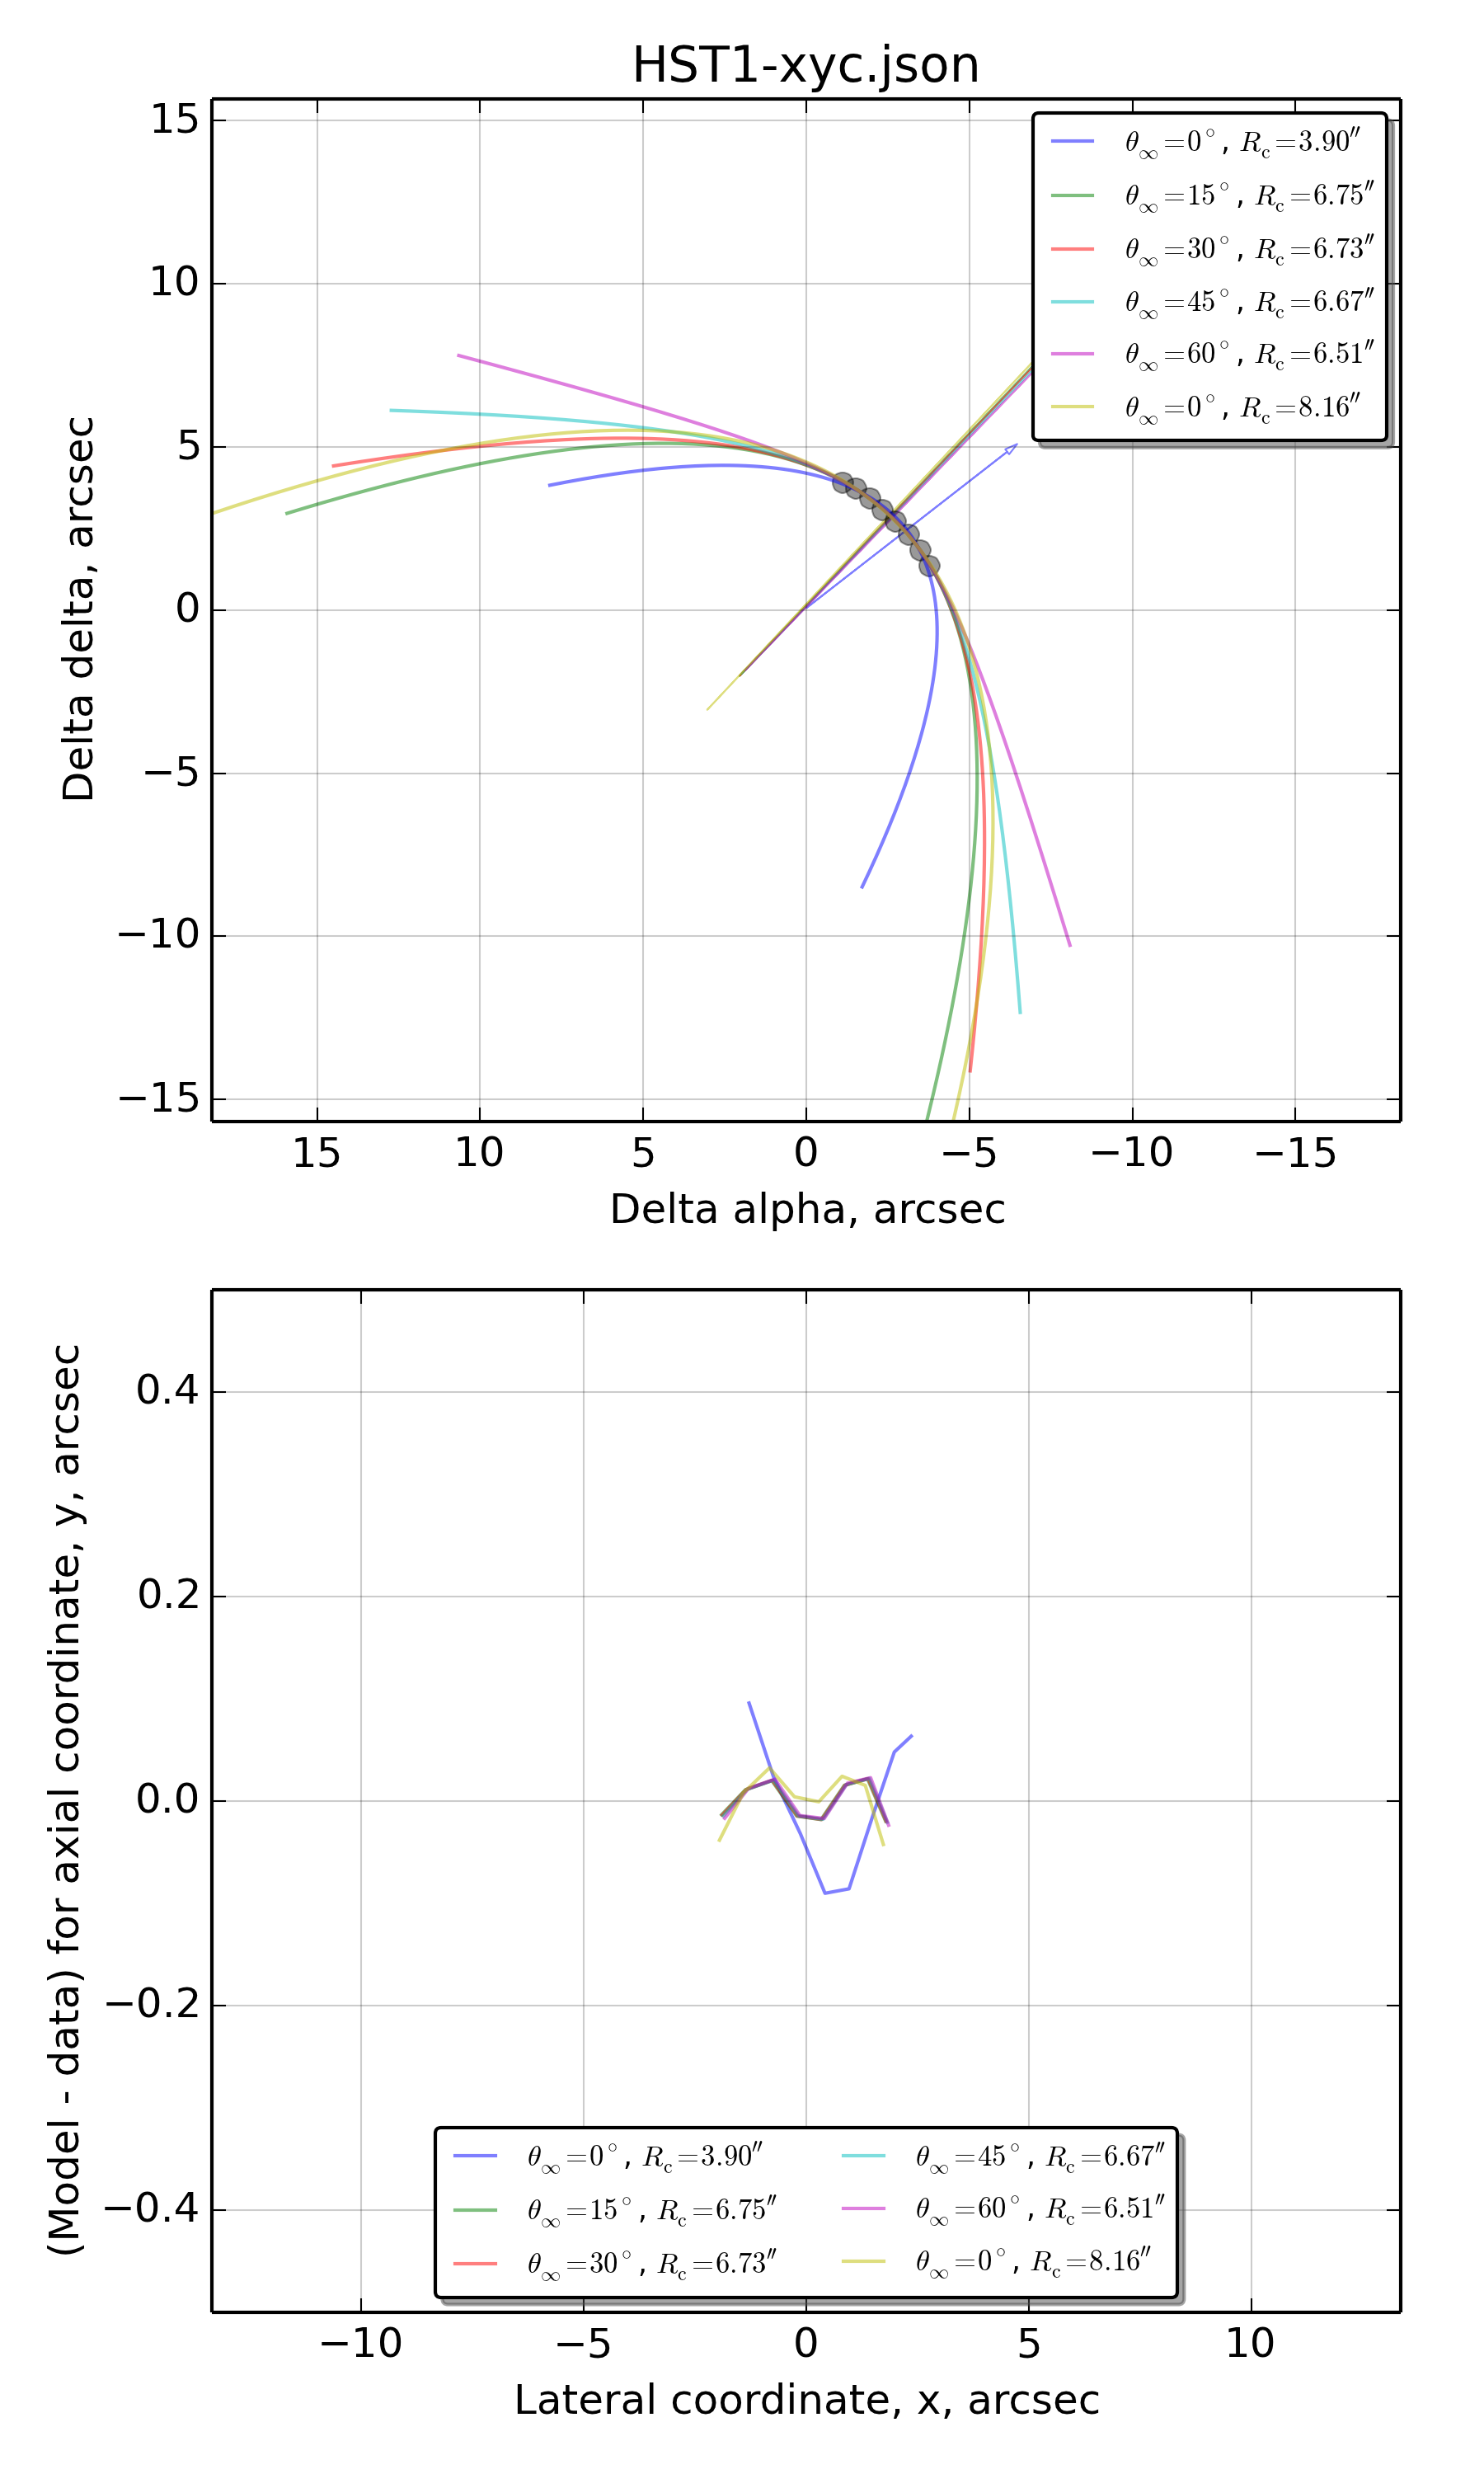 HST1-xyc.json
15
10
5
0
−5
−10
−15
Delta delta, arcsec
θ∞=0°, Rc=3.90″
θ∞=15°, Rc=6.75″
θ∞=30°, Rc=6.73″
θ∞=45°, Rc=6.67″
θ∞=60°, Rc=6.51″
θ∞=0°, Rc=8.16″
15 10 5 0 −5 −10 −15
Delta alpha, arcsec
0.4
0.2
0.0
−0.2
−0.4
(Model - data) for axial coordinate, y, arcsec
θ∞=0°, Rc=3.90″
θ∞=15°, Rc=6.75″
θ∞=30°, Rc=6.73″
θ∞=45°, Rc=6.67″
θ∞=60°, Rc=6.51″
θ∞=0°, Rc=8.16″
−10 −5 0 5 10
Lateral coordinate, x, arcsec